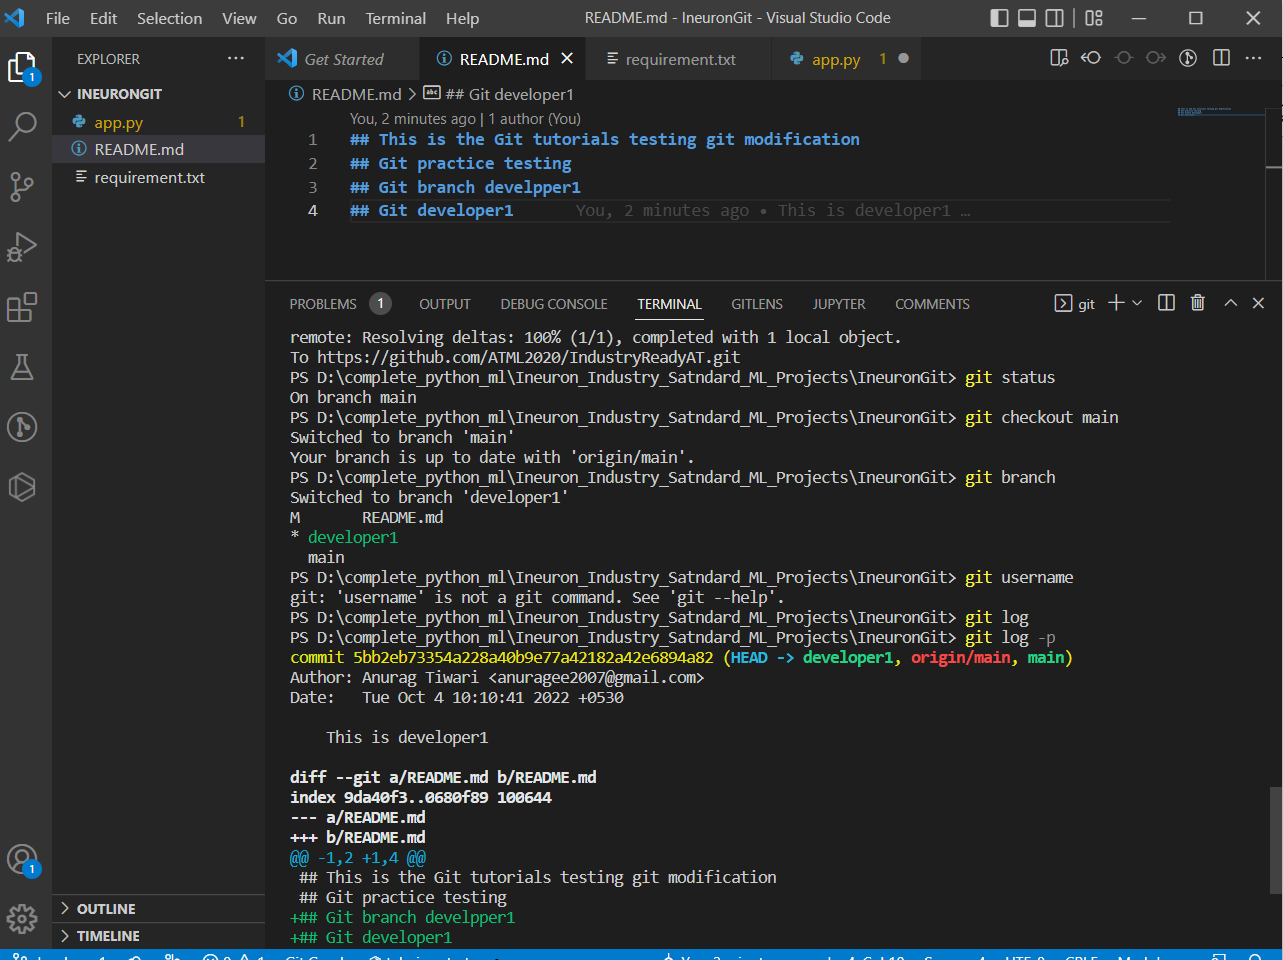 File Edit Selection View Go Run Terminal Help README.md - IneuronGit - Visual Studio Code
EXPLORER ···
Get Started README.md requirement.txt app.py 1
INEURONGIT
app.py 1
README.md
requirement.txt
README.md > ## Git developer1
You, 2 minutes ago | 1 author (You)
1 ## This is the Git tutorials testing git modification
2 ## Git practice testing
3 ## Git branch develpper1
4 ## Git developer1 You, 2 minutes ago • This is developer1 …
PROBLEMS 1 OUTPUT DEBUG CONSOLE TERMINAL GITLENS JUPYTER COMMENTS git
remote: Resolving deltas: 100% (1/1), completed with 1 local object.
To https://github.com/ATML2020/IndustryReadyAT.git
PS D:\complete_python_ml\Ineuron_Industry_Satndard_ML_Projects\IneuronGit> git status
On branch main
PS D:\complete_python_ml\Ineuron_Industry_Satndard_ML_Projects\IneuronGit> git checkout main
Switched to branch 'main'
Your branch is up to date with 'origin/main'.
PS D:\complete_python_ml\Ineuron_Industry_Satndard_ML_Projects\IneuronGit> git branch
Switched to branch 'developer1'
M README.md
* developer1
main
PS D:\complete_python_ml\Ineuron_Industry_Satndard_ML_Projects\IneuronGit> git username
git: 'username' is not a git command. See 'git --help'.
PS D:\complete_python_ml\Ineuron_Industry_Satndard_ML_Projects\IneuronGit> git log
PS D:\complete_python_ml\Ineuron_Industry_Satndard_ML_Projects\IneuronGit> git log -p
commit 5bb2eb73354a228a40b9e77a42182a42e6894a82 (HEAD -> developer1, origin/main, main)
Author: Anurag Tiwari <anuragee2007@gmail.com>
Date: Tue Oct 4 10:10:41 2022 +0530
This is developer1
diff --git a/README.md b/README.md
index 9da40f3..0680f89 100644
--- a/README.md
+++ b/README.md
@@ -1,2 +1,4 @@
## This is the Git tutorials testing git modification
## Git practice testing
+## Git branch develpper1
+## Git developer1
1
1
OUTLINE
TIMELINE